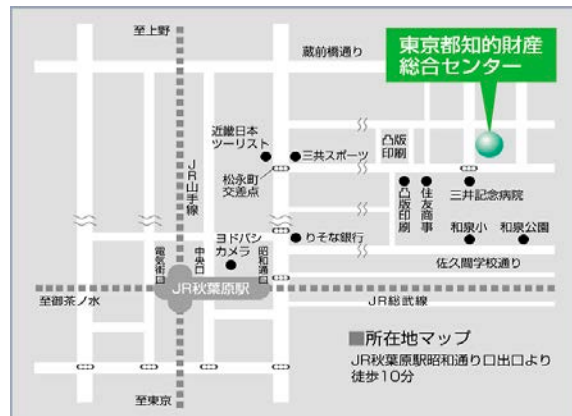 至上野
蔵前橋通り
東京都知的財産
総合センター
近畿日本
ツーリスト
三共スポーツ
凸版
印刷
JR山手線
松永町
交差点
凸版印刷
住友商事
三井記念病院
ヨドバシ
カメラ
りそな銀行
和泉小
和泉公園
電気街口
中央口
昭和通口
佐久間学校通り
JR秋葉原駅
至御茶ノ水
JR総武線
■所在地マップ
JR秋葉原駅昭和通り口出口より
徒歩10分
至東京